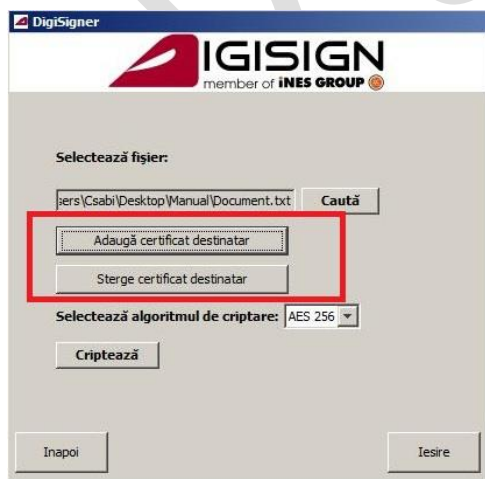 DigiSigner
IGISIGN
member of iNES GROUP
Selectează fișier:
sers\Csabi\Desktop\Manual\Document.txt
Caută
Adaugă certificat destinatar
Sterge certificat destinatar
Selectează algoritmul de criptare: AES 256
Criptează
Inapoi
Iesire